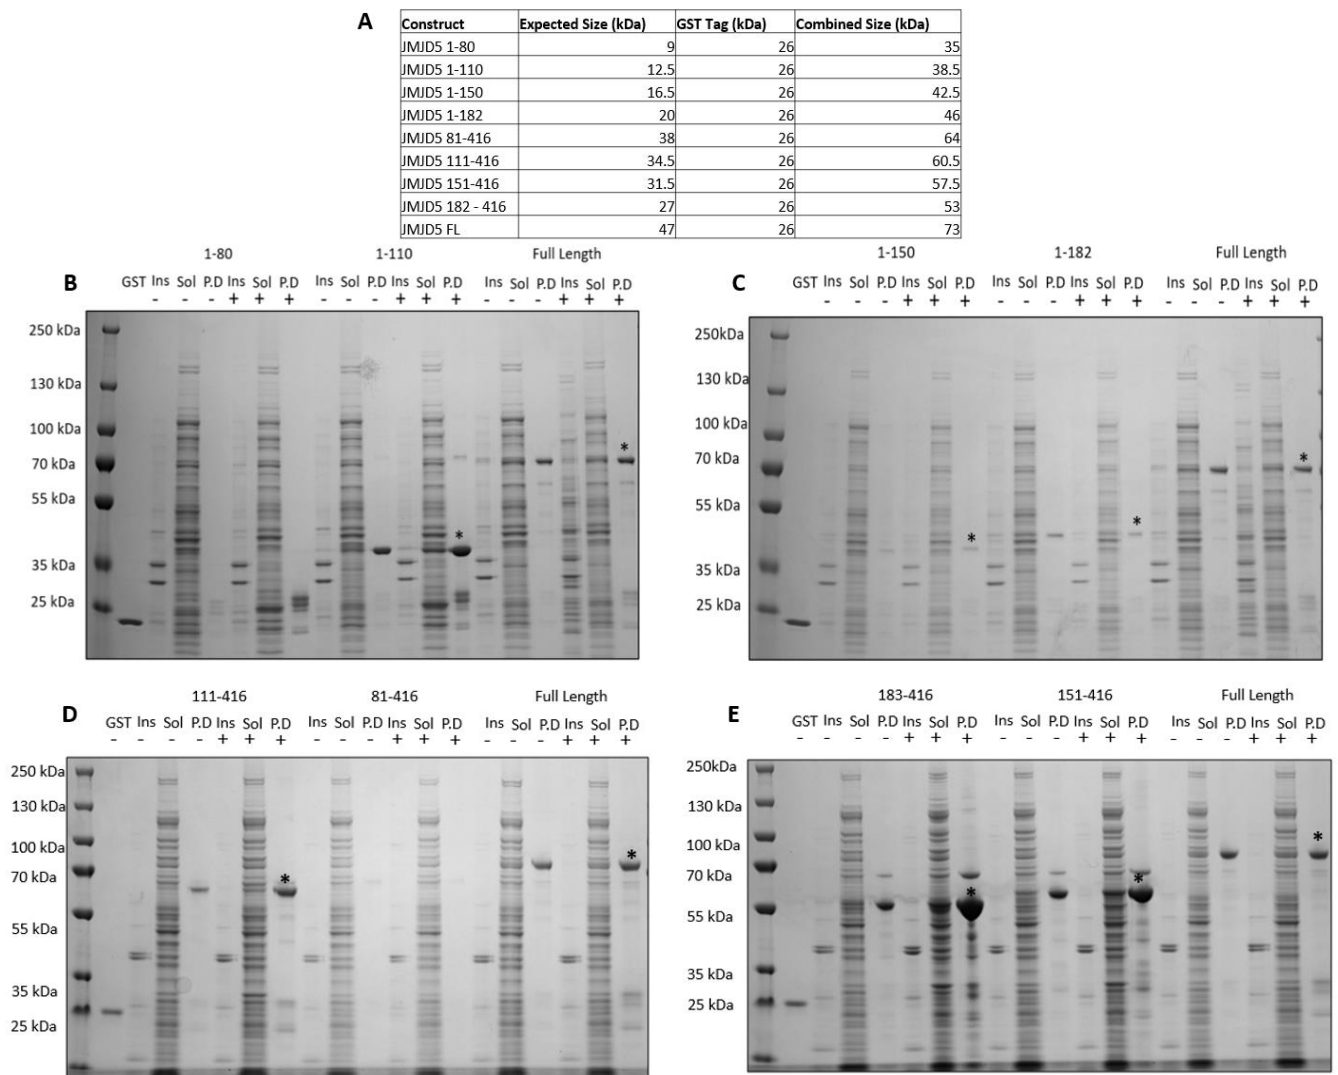 A
Construct Expected Size (kDa) GST Tag (kDa) Combined Size (kDa)
JMJD5 1-80 9 26 35
JMJD5 1-110 12.5 26 38.5
JMJD5 1-150 16.5 26 42.5
JMJD5 1-182 20 26 46
JMJD5 81-416 38 26 64
JMJD5 111-416 34.5 26 60.5
JMJD5 151-416 31.5 26 57.5
JMJD5 182 - 416 27 26 53
JMJD5 FL 47 26 73
B
1-80 1-110 Full Length
GST Ins Sol P.D Ins Sol P.D Ins Sol P.D Ins Sol P.D Ins Sol P.D Ins Sol P.D
- - - + + + - - - + + + - - - + + +
250 kDa
130 kDa
100 kDa
70 kDa
55 kDa
35 kDa
25 kDa
*
*
C
1-150 1-182 Full Length
GST Ins Sol P.D Ins Sol P.D Ins Sol P.D Ins Sol P.D Ins Sol P.D Ins Sol P.D
- - - + + + - - - + + + - - - + + +
250kDa
130 kDa
100 kDa
70 kDa
55 kDa
35 kDa
25 kDa
*
*
*
D
111-416 81-416 Full Length
GST Ins Sol P.D Ins Sol P.D Ins Sol P.D Ins Sol P.D Ins Sol P.D Ins Sol P.D
- - - - + + + - - - + + + - - - + + +
250 kDa
130 kDa
100 kDa
70 kDa
55 kDa
35 kDa
25 kDa
*
*
E
183-416 151-416 Full Length
GST Ins Sol P.D Ins Sol P.D Ins Sol P.D Ins Sol P.D Ins Sol P.D Ins Sol P.D
- - - - + + + - - - + + + - - - + + +
250kDa
130 kDa
100 kDa
70 kDa
55 kDa
35 kDa
25 kDa
*
*
*